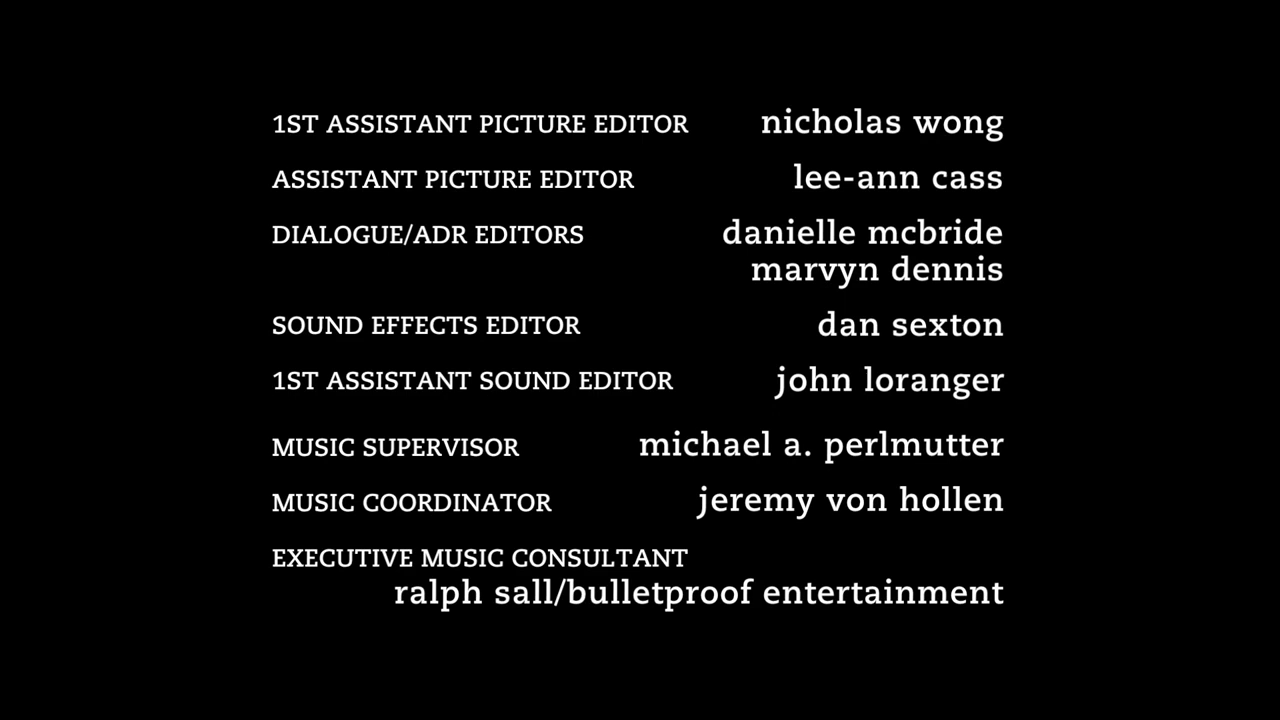 1ST ASSISTANT PICTURE EDITOR nicholas wong
ASSISTANT PICTURE EDITOR lee-ann cass
DIALOGUE/ADR EDITORS danielle mcbride
marvyn dennis
SOUND EFFECTS EDITOR dan sexton
1ST ASSISTANT SOUND EDITOR john loranger
MUSIC SUPERVISOR michael a. perlmutter
MUSIC COORDINATOR jeremy von hollen
EXECUTIVE MUSIC CONSULTANT
ralph sall/bulletproof entertainment